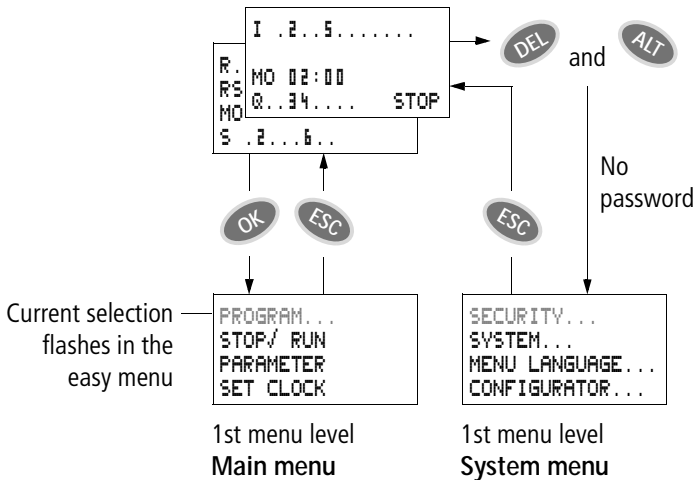 I .2..5.......
MO 02:00
Q..34.... STOP
R.
RS
MO
S .2...6..
DEL and ALT
No
password
OK ESC
ESC
Current selection
flashes in the
easy menu
PROGRAM...
STOP/ RUN
PARAMETER
SET CLOCK
1st menu level
Main menu
SECURITY...
SYSTEM...
MENU LANGUAGE...
CONFIGURATOR...
1st menu level
System menu